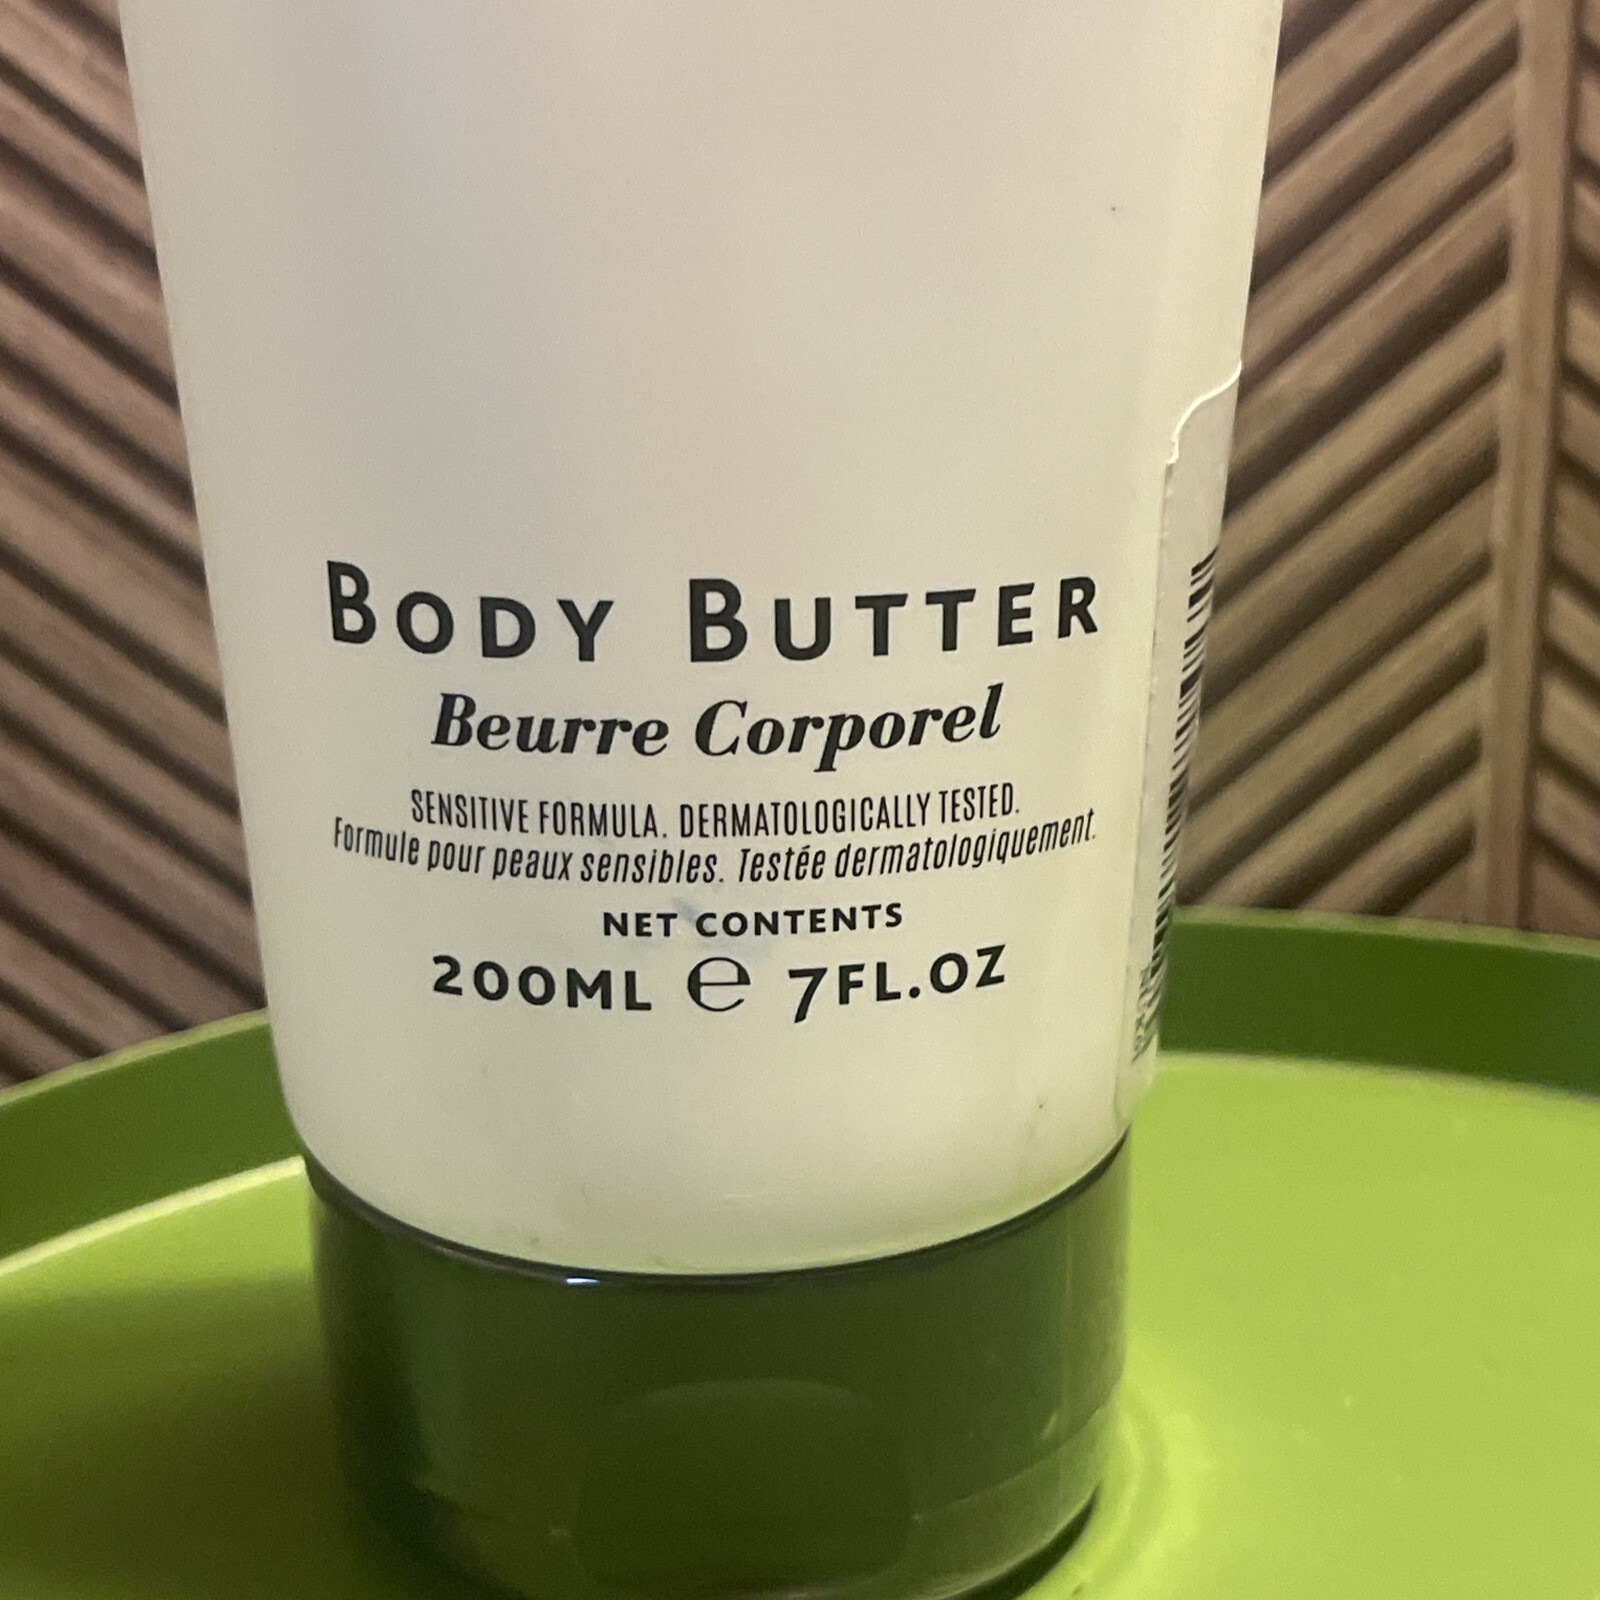 BODY BUTTER
Beurre Corporel
SENSITIVE FORMULA. DERMATOLOGICALLY TESTED.
Formule pour peaux sensibles. Testée dermatologiquement.
NET CONTENTS
200ML ℮ 7FL.OZ